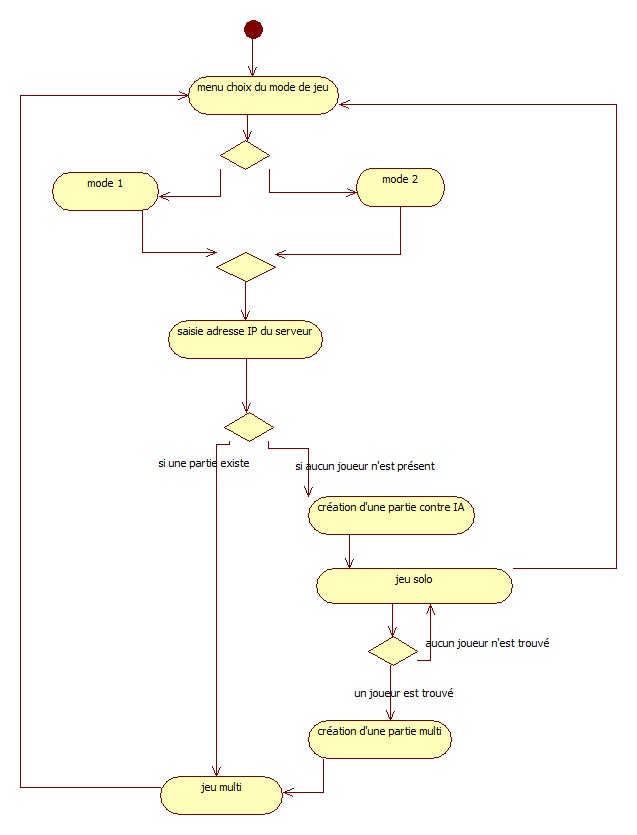 menu choix du mode de jeu
mode 1
mode 2
saisie adresse IP du serveur
si une partie existe
si aucun joueur n'est présent
création d'une partie contre IA
jeu solo
aucun joueur n'est trouvé
un joueur est trouvé
création d'une partie multi
jeu multi